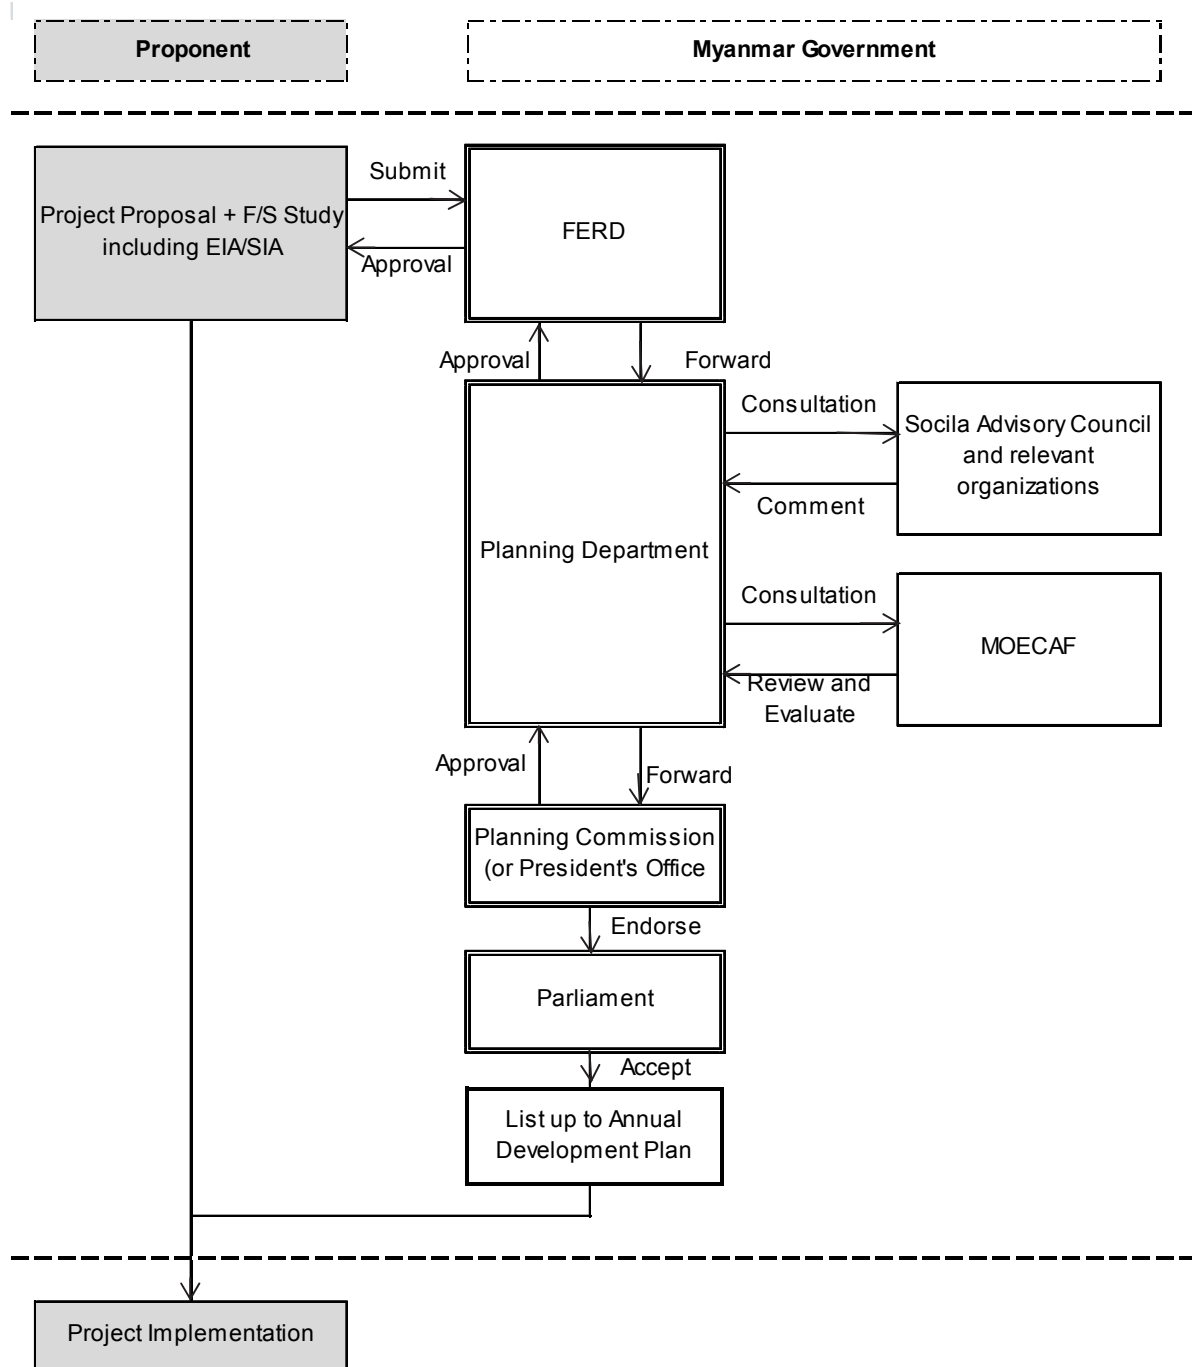 Proponent
Myanmar Government
Project Proposal + F/S Study
including EIA/SIA
Submit
Approval
FERD
Approval
Forward
Planning Department
Consultation
Comment
Socila Advisory Council
and relevant
organizations
Consultation
Review and
Evaluate
MOECAF
Approval
Forward
Planning Commission
(or President's Office
Endorse
Parliament
Accept
List up to Annual
Development Plan
Project Implementation